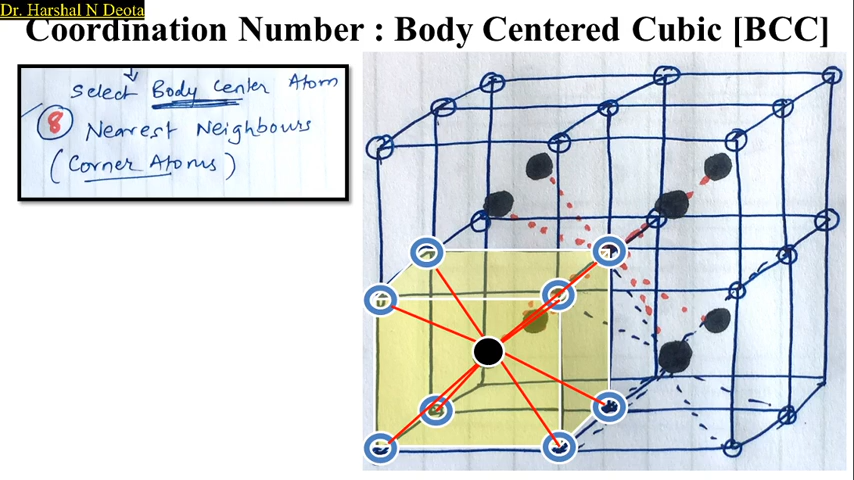 Dr. Harshal N Deota
Coordination Number : Body Centered Cubic [BCC]
Select Body Center Atom
8 Nearest Neighbours
(Corner Atoms)